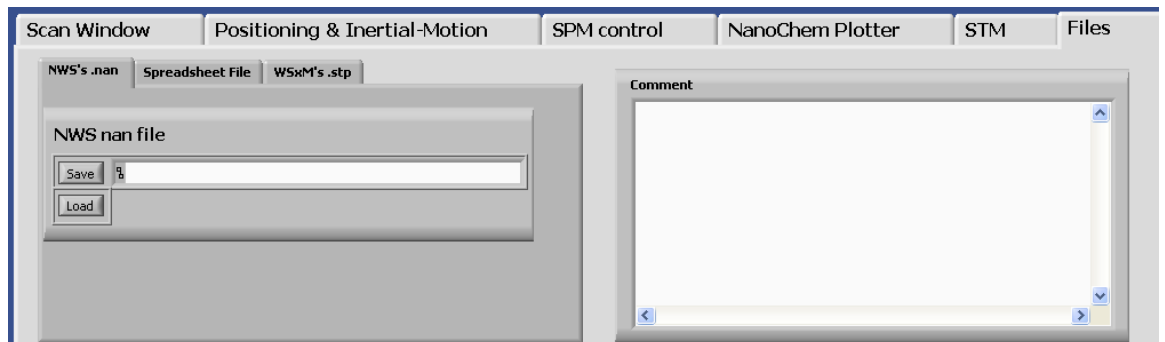 Scan Window Positioning & Inertial-Motion SPM control NanoChem Plotter STM Files
NWS's .nan Spreadsheet File WSxM's .stp
Comment
NWS nan file
Save
Load